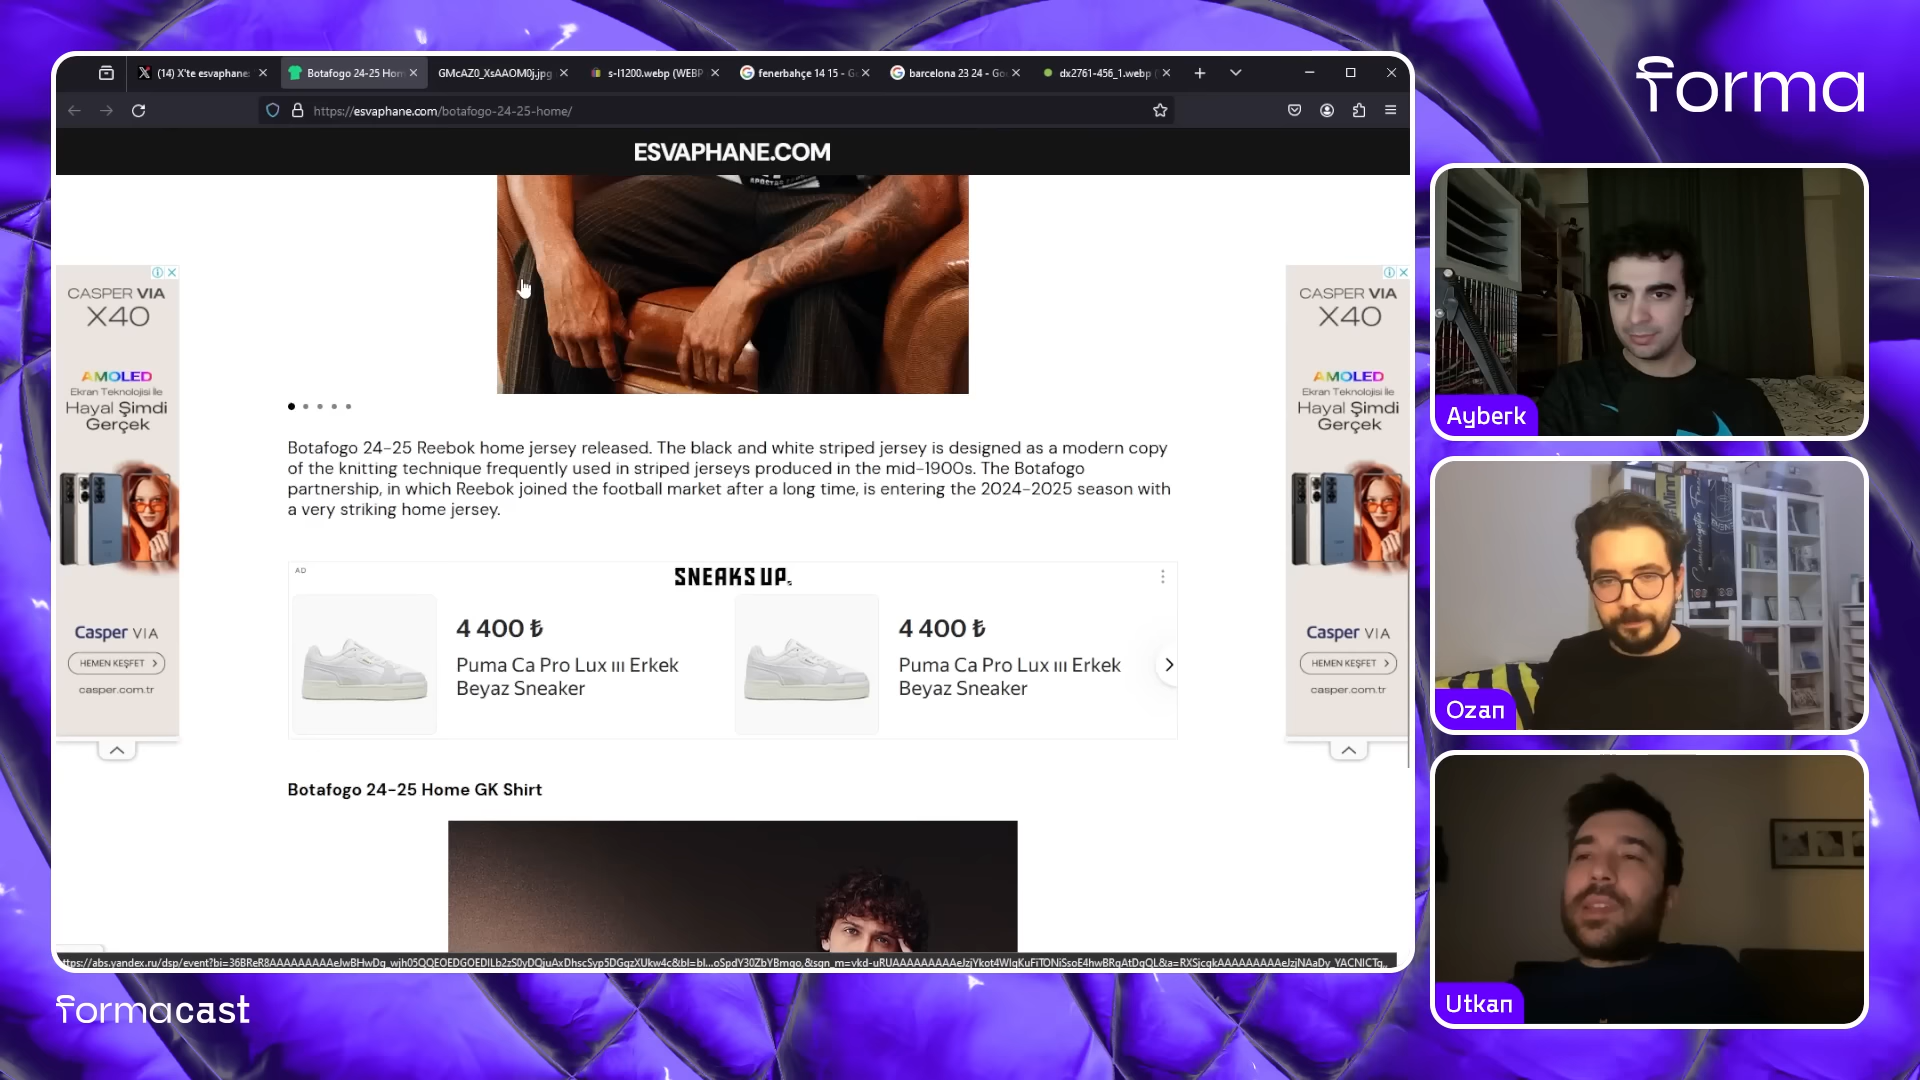 forma
(14) X'te esvaphane:
Botafogo 24-25 Hom
GMcAZ0_XsAAOM0j.jpg
s-l1200.webp (WEBP
fenerbahçe 14 15 - G
barcelona 23 24 - Go
dx2761-456_1.webp
https://esvaphane.com/botafogo-24-25-home/
ESVAPHANE.COM
CASPER VIA
X40
AMOLED
Ekran Teknolojisi İle
Hayal Şimdi
Gerçek
Casper VIA
HEMEN KEŞFET
casper.com.tr
CASPER VIA
X40
AMOLED
Ekran Teknolojisi İle
Hayal Şimdi
Gerçek
Casper VIA
HEMEN KEŞFET
casper.com.tr
Botafogo 24-25 Reebok home jersey released. The black and white striped jersey is designed as a modern copy
of the knitting technique frequently used in striped jerseys produced in the mid-1900s. The Botafogo
partnership, in which Reebok joined the football market after a long time, is entering the 2024-2025 season with
a very striking home jersey.
AD
SNEAKS UP
4 400 ₺
Puma Ca Pro Lux III Erkek
Beyaz Sneaker
4 400 ₺
Puma Ca Pro Lux III Erkek
Beyaz Sneaker
Botafogo 24-25 Home GK Shirt
Ayberk
Ozan
Utkan
formacast